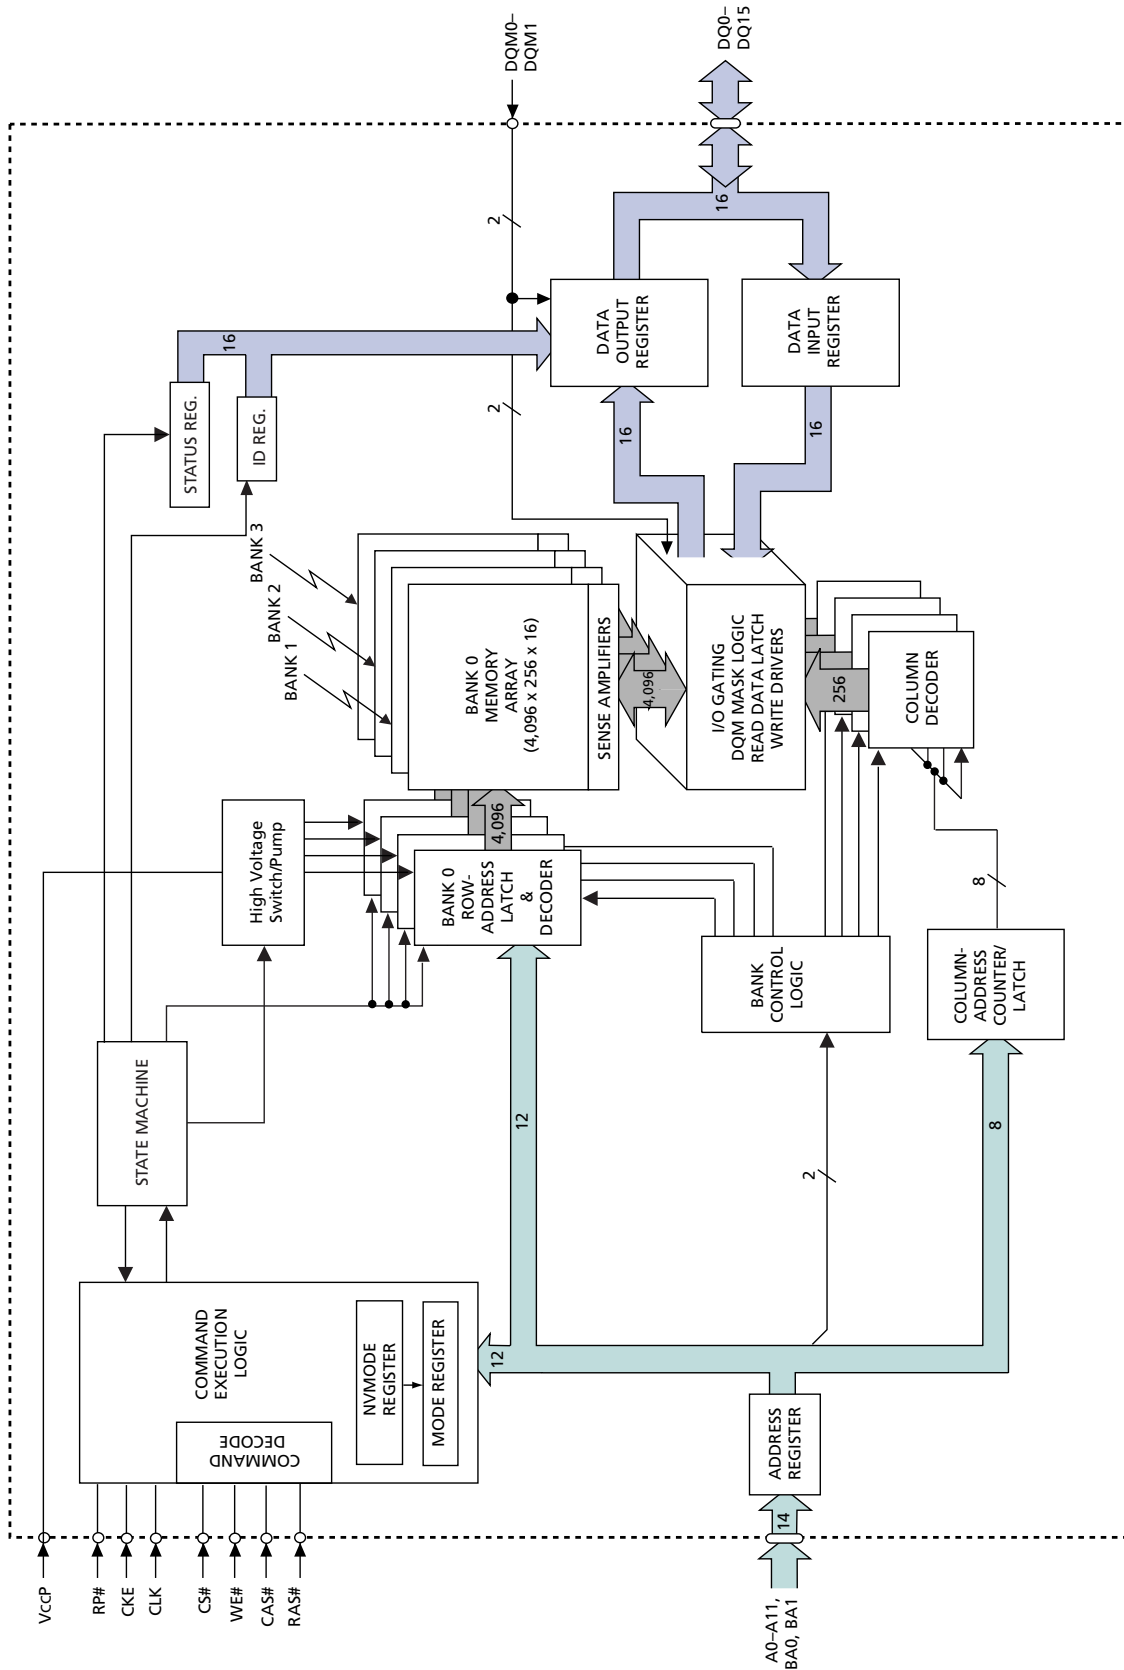 VccP
RP#
CKE
CLK
CS#
WE#
CAS#
RAS#
COMMAND
EXECUTION
LOGIC
COMMAND
DECODE
NVMODE
REGISTER
MODE REGISTER
STATE MACHINE
High Voltage
Switch/Pump
STATUS REG.
ID REG.
16
BANK 3
BANK 2
BANK 1
BANK 0
MEMORY
ARRAY
(4,096 x 256 x 16)
SENSE AMPLIFIERS
BANK 0
ROW-
ADDRESS
LATCH
&
DECODER
4,096
4,096
I/O GATING
DQM MASK LOGIC
READ DATA LATCH
WRITE DRIVERS
256
COLUMN
DECODER
DQM0–
DQM1
2
2
DATA
OUTPUT
REGISTER
DATA
INPUT
REGISTER
16
16
16
DQ0–
DQ15
A0–A11,
BA0, BA1
14
ADDRESS
REGISTER
12
12
2
BANK
CONTROL
LOGIC
8
COLUMN-
ADDRESS
COUNTER/
LATCH
8